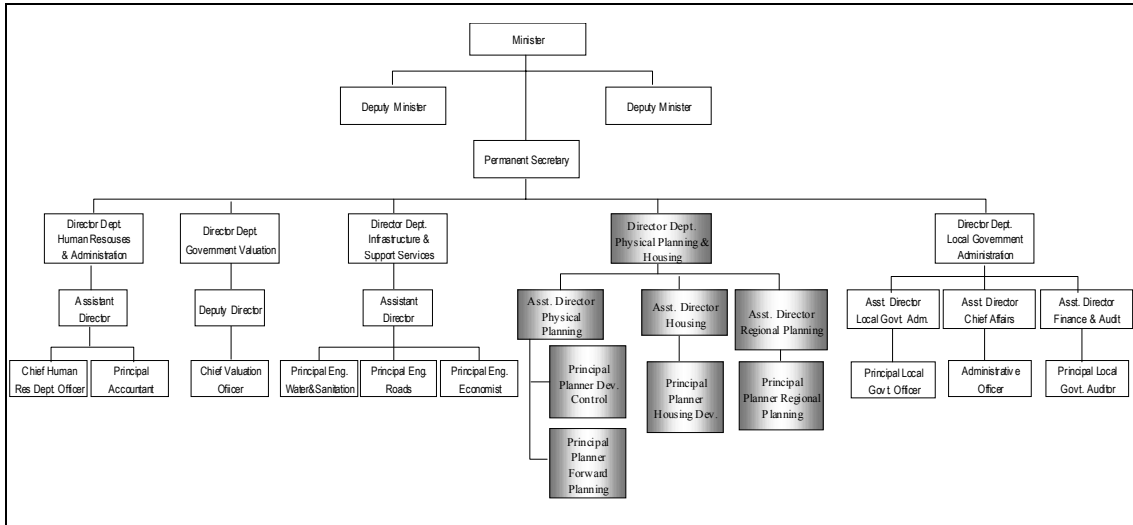 Minister
Deputy Minister
Deputy Minister
Permanent Secretary
Director Dept.
Human Resouses
& Administration
Director Dept.
Government Valuation
Director Dept.
Infrastructure &
Support Services
Director Dept.
Physical Planning &
Housing
Director Dept.
Local Government
Administration
Assistant
Director
Deputy Director
Assistant
Director
Asst. Director
Physical
Planning
Asst. Director
Housing
Asst. Director
Regional Planning
Asst. Director
Local Govt. Adm.
Asst. Director
Chief Affairs
Asst. Director
Finance & Audit
Chief Human
Res Dept. Officer
Principal
Accountant
Chief Valuation
Oficer
Principal Eng.
Water&Sanitation
Principal Eng.
Roads
Principal Eng.
Economist
Principal
Planner Dev.
Control
Principal
Planner
Housing Dev.
Principal
Planner Regional
Planning
Principal Local
Govt. Officer
Administrative
Officer
Principal Local
Govt. Auditor
Principal
Planner
Forward
Planning